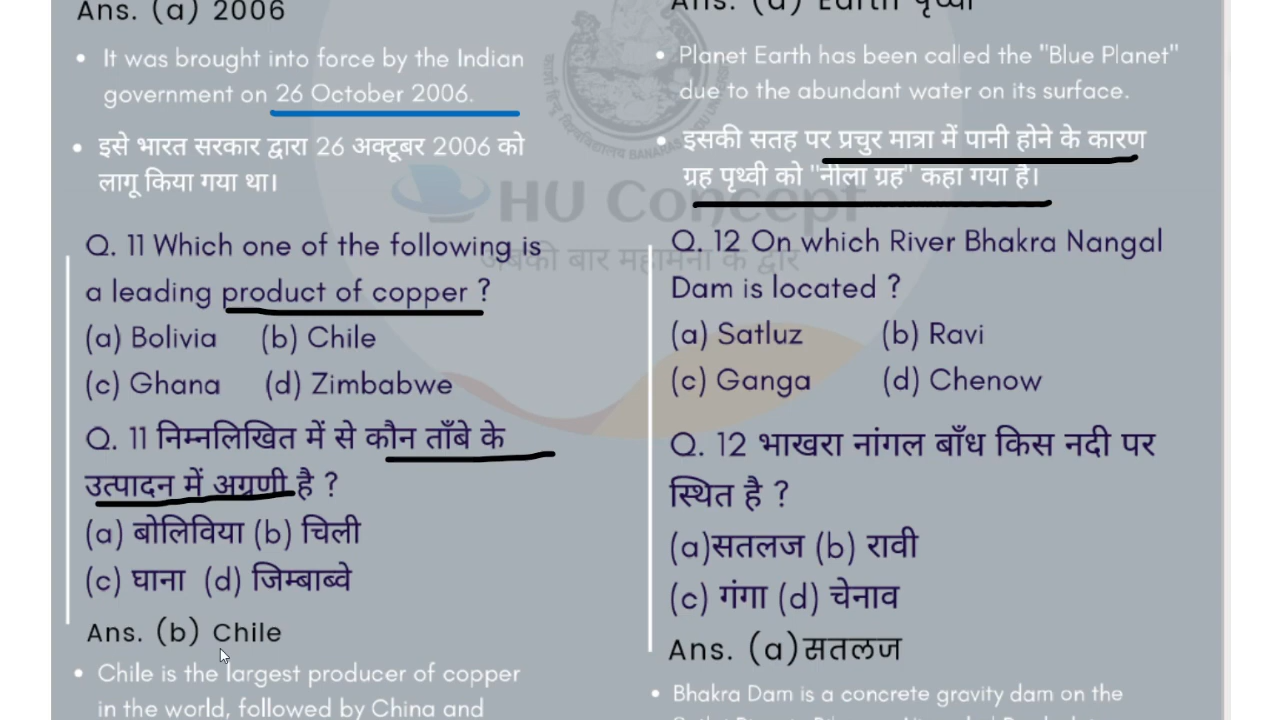 Ans. (a) 2006
• It was brought into force by the Indian
government on 26 October 2006.
• इसे भारत सरकार द्वारा 26 अक्टूबर 2006 को
लागू किया गया था।
Q. 11 Which one of the following is
a leading product of copper ?
(a) Bolivia (b) Chile
(c) Ghana (d) Zimbabwe
Q. 11 निम्नलिखित में से कौन ताँबे के
उत्पादन में अग्रणी है ?
(a) बोलिविया (b) चिली
(c) घाना (d) जिम्बाब्वे
Ans. (b) Chile
• Chile is the largest producer of copper
in the world, followed by China and
Ans. (d) Earth पृथ्वी
• Planet Earth has been called the "Blue Planet"
due to the abundant water on its surface.
• इसकी सतह पर प्रचुर मात्रा में पानी होने के कारण
ग्रह पृथ्वी को "नीला ग्रह" कहा गया है।
Q. 12 On which River Bhakra Nangal
Dam is located ?
(a) Satluz (b) Ravi
(c) Ganga (d) Chenow
Q. 12 भाखरा नांगल बाँध किस नदी पर
स्थित है ?
(a)सतलज (b) रावी
(c) गंगा (d) चेनाव
Ans. (a)सतलज
• Bhakra Dam is a concrete gravity dam on the
HU Concept
अबकी बार महामना के द्वार